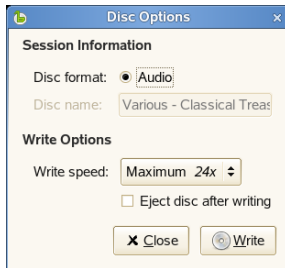 Disc Options
Session Information
Disc format: Audio
Disc name: Various - Classical Treas
Write Options
Write speed: Maximum 24x
Eject disc after writing
Close Write